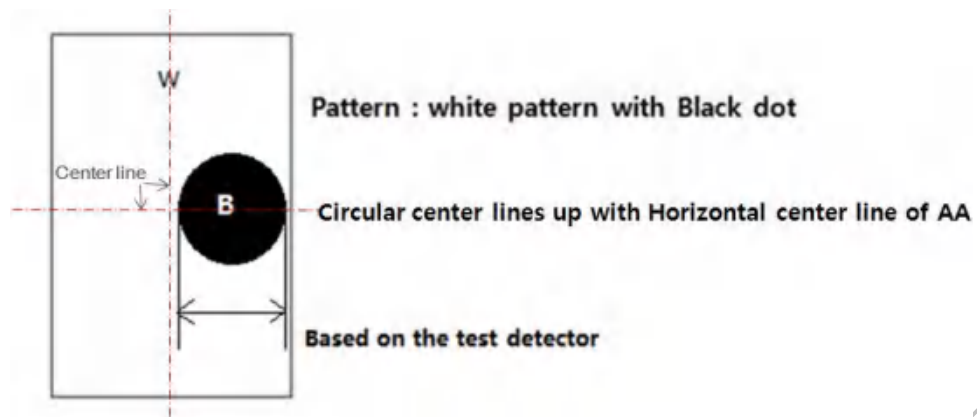 W
Pattern : white pattern with Black dot
Center line
B
Circular center lines up with Horizontal center line of AA
Based on the test detector